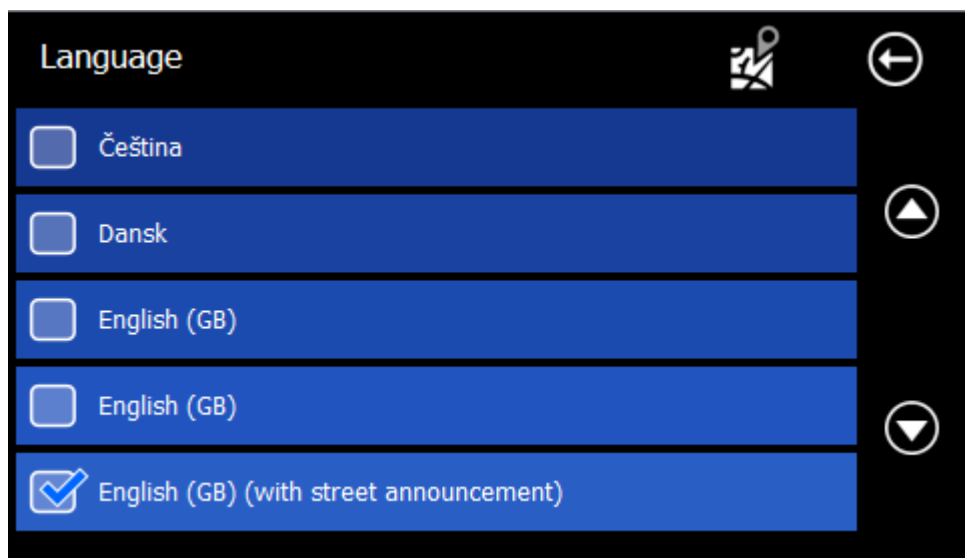 Language
Čeština
Dansk
English (GB)
English (GB)
English (GB) (with street announcement)